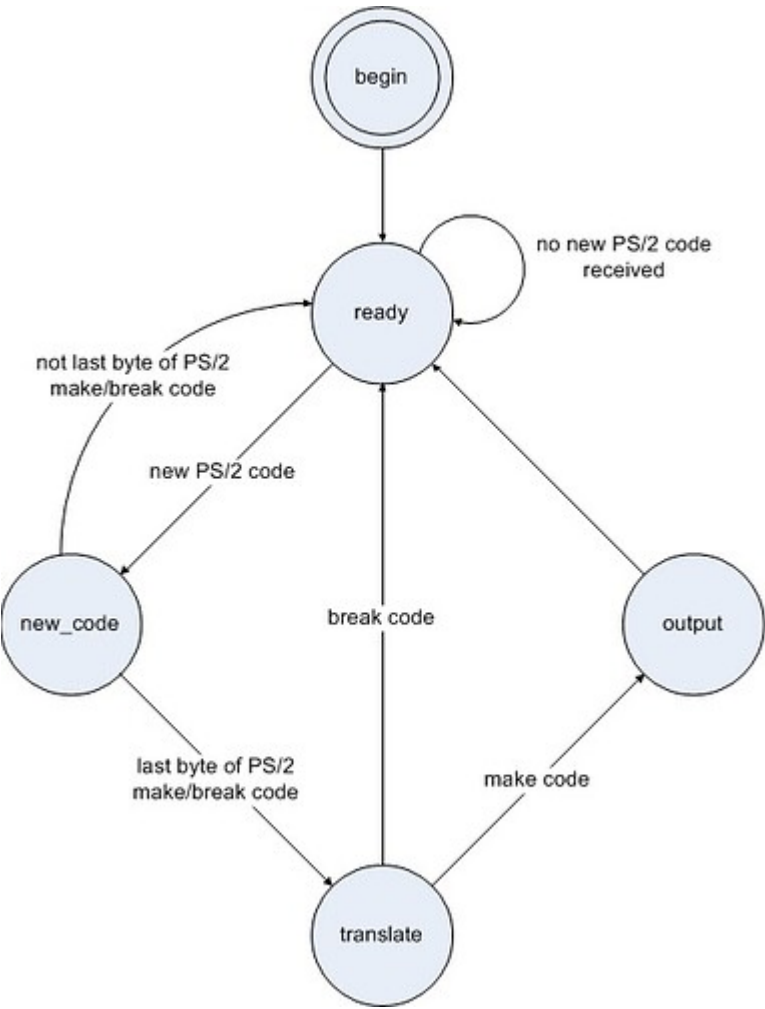 begin
no new PS/2 code
received
ready
not last byte of PS/2
make/break code
new PS/2 code
break code
new_code
output
last byte of PS/2
make/break code
make code
translate